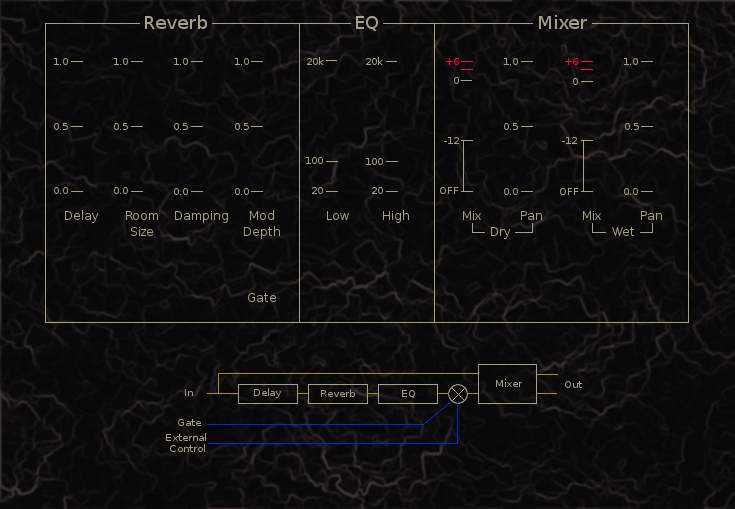 Reverb EQ Mixer
1.0 1.0 1.0 1.0 20k 20k +6 1.0 +6 1.0
0 0
0.5 0.5 0.5 0.5 0.5 0.5
-12 -12
100 100
0.0 0.0 0.0 0.0 20 20 OFF 0.0 OFF 0.0
Delay Room Damping Mod Low High Mix Pan Mix Pan
Size Depth Dry Wet
Gate
In Delay Reverb EQ Mixer Out
Gate
External
Control